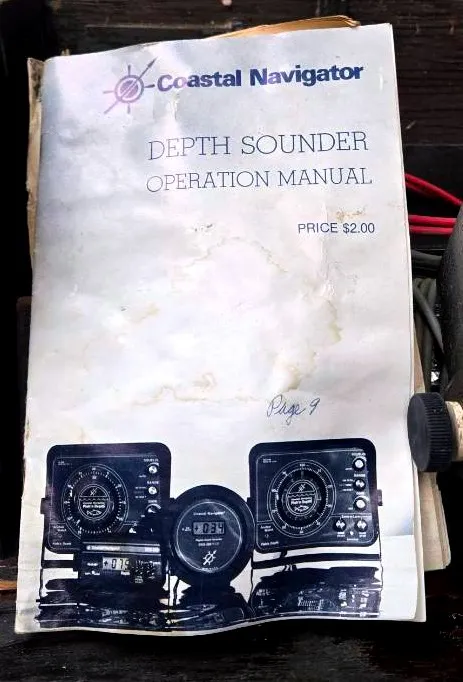 Coastal Navigator
DEPTH SOUNDER
OPERATION MANUAL
PRICE $2.00
Page 9